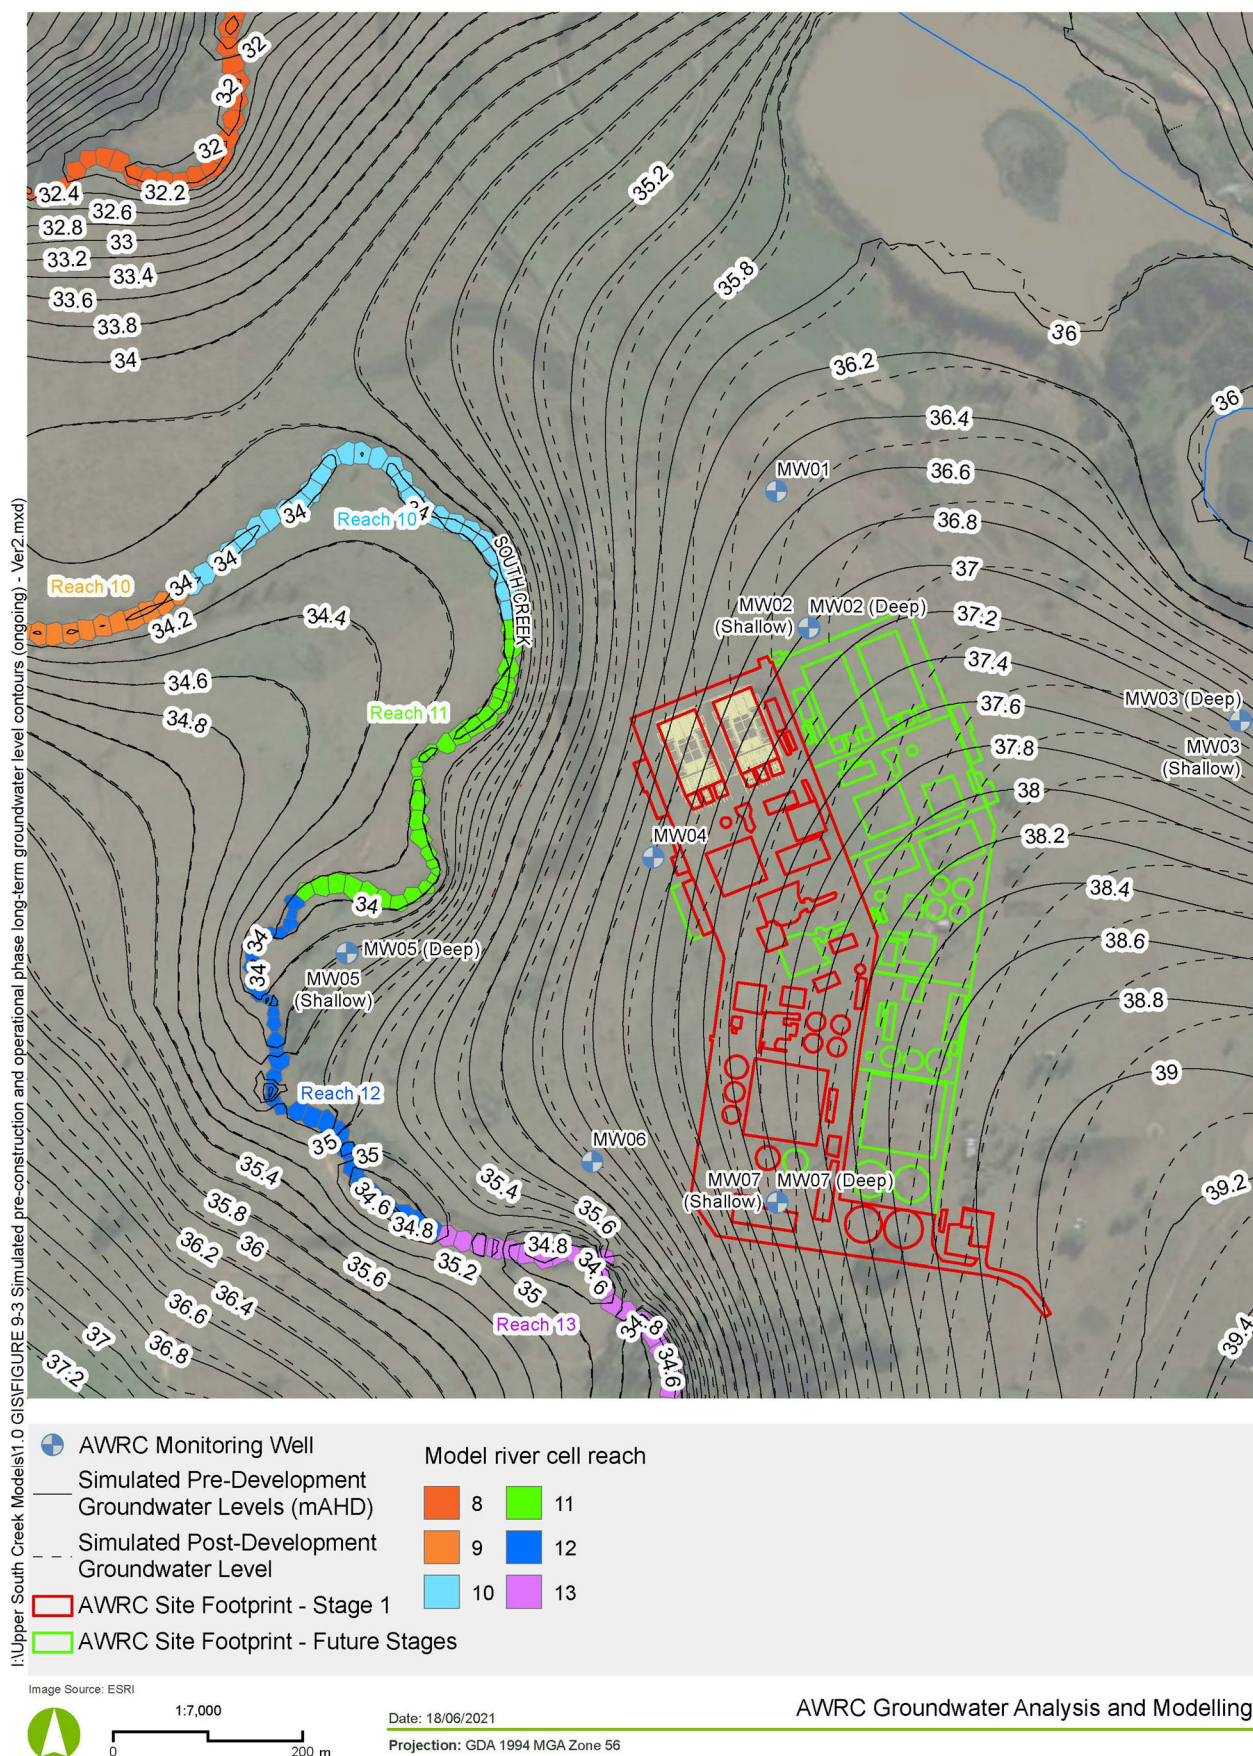 32
32
32
32.4
32.2
32.6
32.8
33
33.2
33.4
33.6
33.8
34
35.2
35.8
36
36.2
36
36.4
MW01
36.6
36.8
34
Reach 10
34
SOUTH CREEK
34
37
Reach 10
34
34.2
34.4
MW02
(Shallow)
MW02 (Deep)
37.2
37.4
34.6
34.8
Reach 11
37.6
MW03 (Deep)
37.8
MW03
(Shallow)
38
38.2
MW04
38.4
34
34
38.6
MW05 (Deep)
34
MW05
(Shallow)
38.8
39
Reach 12
35
35
MW06
35.4
35.4
34.6
MW07
(Shallow)
MW07 (Deep)
39.2
35.8
35.6
34.8
36.2
36
34.8
35.6
35.2
34.6
35
36.6
36.4
Reach 13
34.8
37
36.8
39.4
37.2
34.6
I:\Upper South Creek Models\1.0 GIS\FIGURE 9-3 Simulated pre-construction and operational phase long-term groundwater level contours (ongoing) - Ver2.mxd)
AWRC Monitoring Well
Simulated Pre-Development
Groundwater Levels (mAHD)
Simulated Post-Development
Groundwater Level
AWRC Site Footprint - Stage 1
AWRC Site Footprint - Future Stages
Model river cell reach
8
11
9
12
10
13
Image Source: ESRI
1:7,000
0
200 m
Date: 18/06/2021
Projection: GDA 1994 MGA Zone 56
AWRC Groundwater Analysis and Modelling